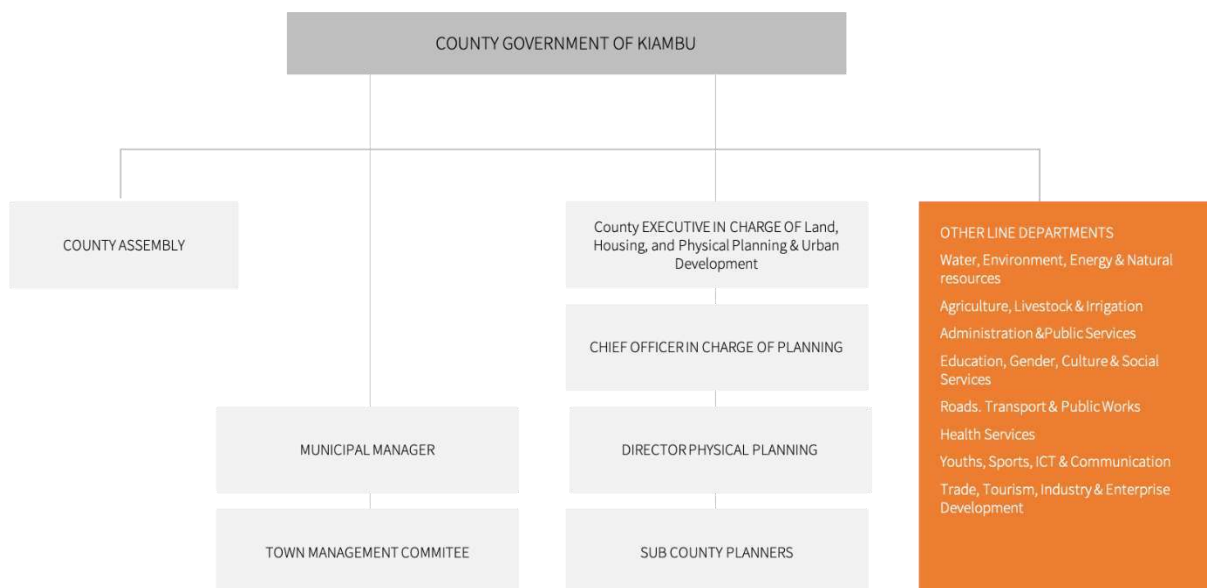 COUNTY GOVERNMENT OF KIAMBU
COUNTY ASSEMBLY
County EXECUTIVE IN CHARGE OF Land,
Housing, and Physical Planning & Urban
Development
CHIEF OFFICER IN CHARGE OF PLANNING
MUNICIPAL MANAGER
DIRECTOR PHYSICAL PLANNING
TOWN MANAGEMENT COMMITEE
SUB COUNTY PLANNERS
OTHER LINE DEPARTMENTS
Water, Environment, Energy & Natural
resources
Agriculture, Livestock & Irrigation
Administration &Public Services
Education, Gender, Culture & Social
Services
Roads. Transport & Public Works
Health Services
Youths, Sports, ICT & Communication
Trade, Tourism, Industry & Enterprise
Development